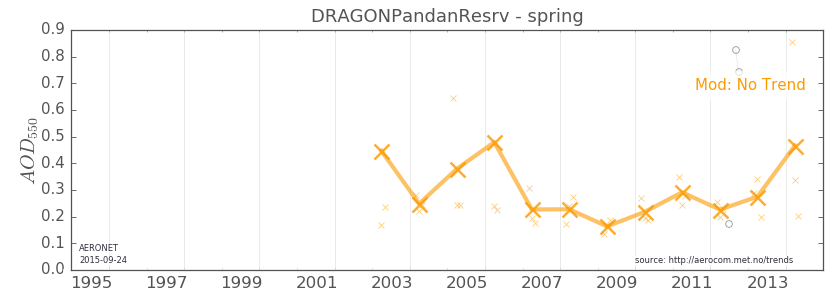 DRAGONPandanResrv - spring
0.9
0.8
0.7
0.6
0.5
0.4
0.3
0.2
0.1
0.0
AOD550
Mod: No Trend
AERONET
2015-09-24
source: http://aerocom.met.no/trends
1995 1997 1999 2001 2003 2005 2007 2009 2011 2013